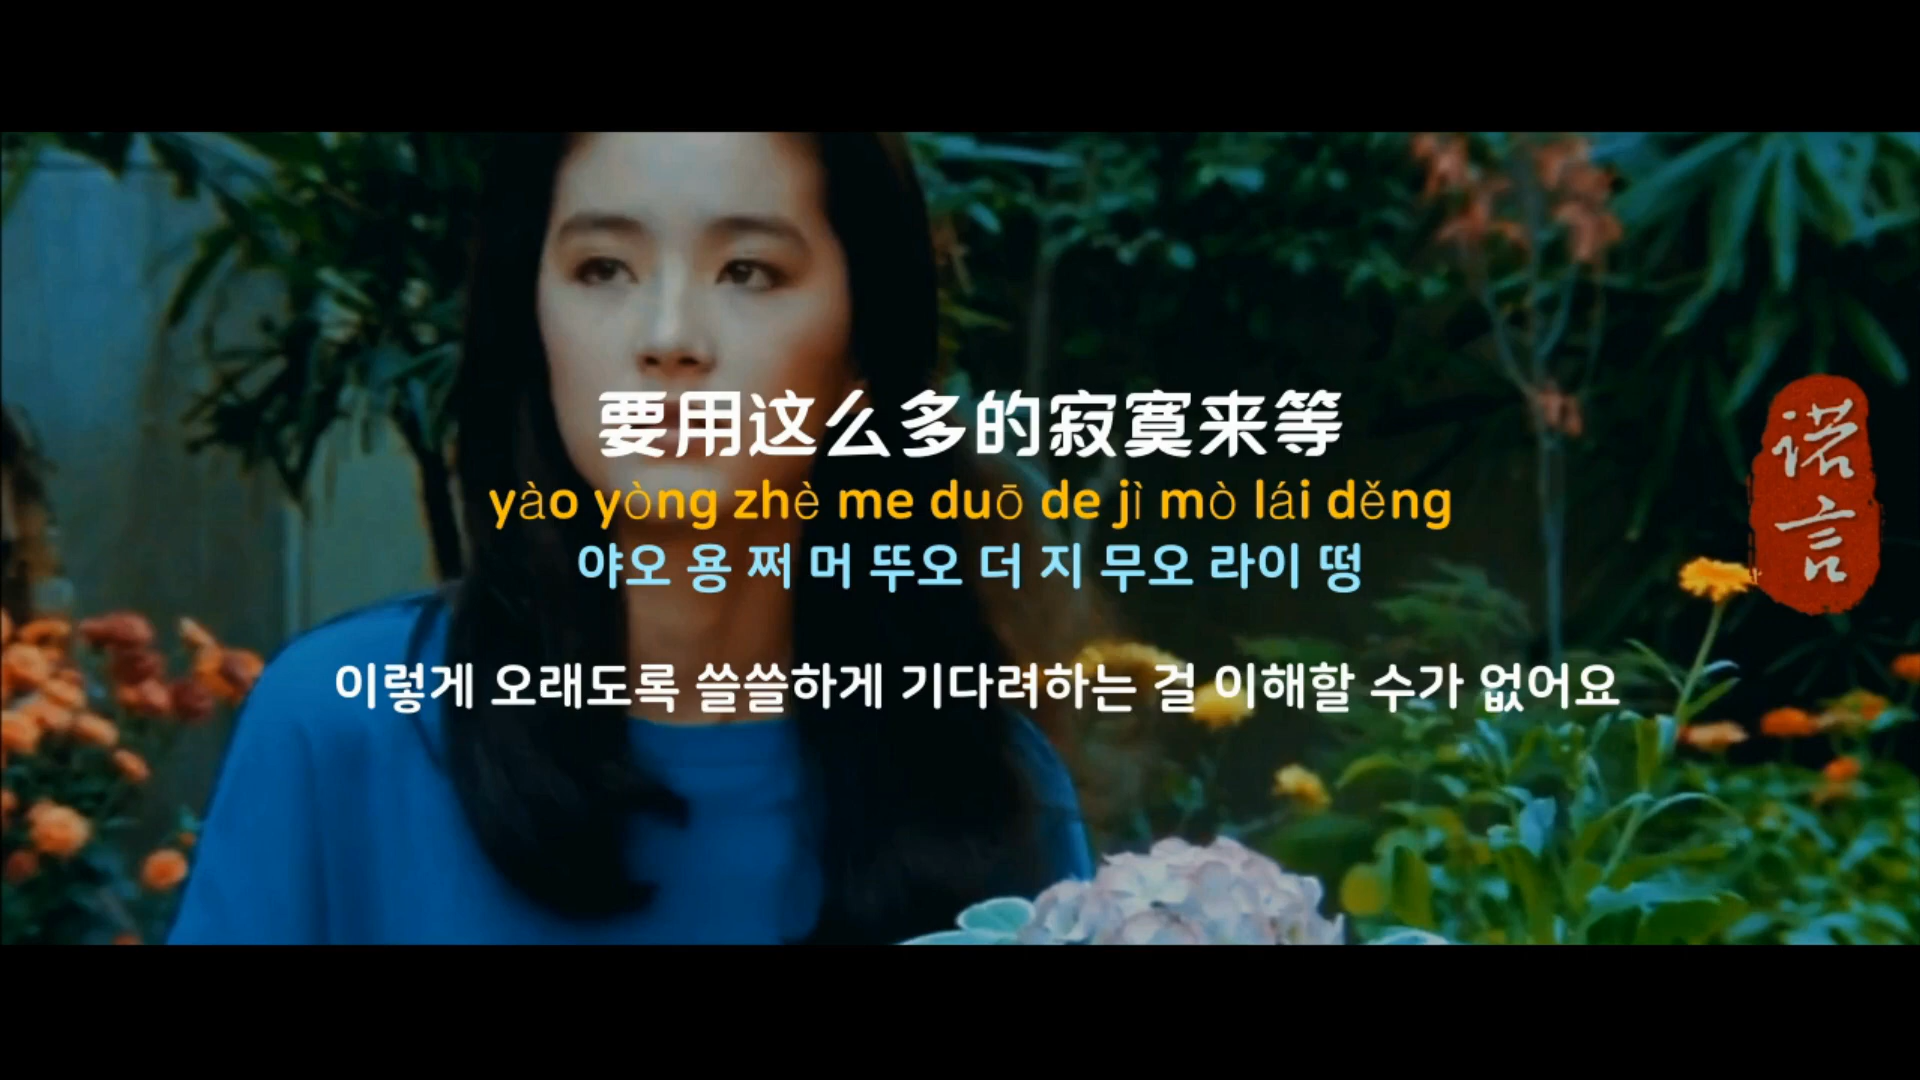 要用这么多的寂寞来等
yào yòng zhè me duō de jì mò lái děng
야오 용 쩌 머 뚜오 더 지 무오 라이 떵
이렇게 오래도록 쓸쓸하게 기다려하는 걸 이해할 수가 없어요
诺言